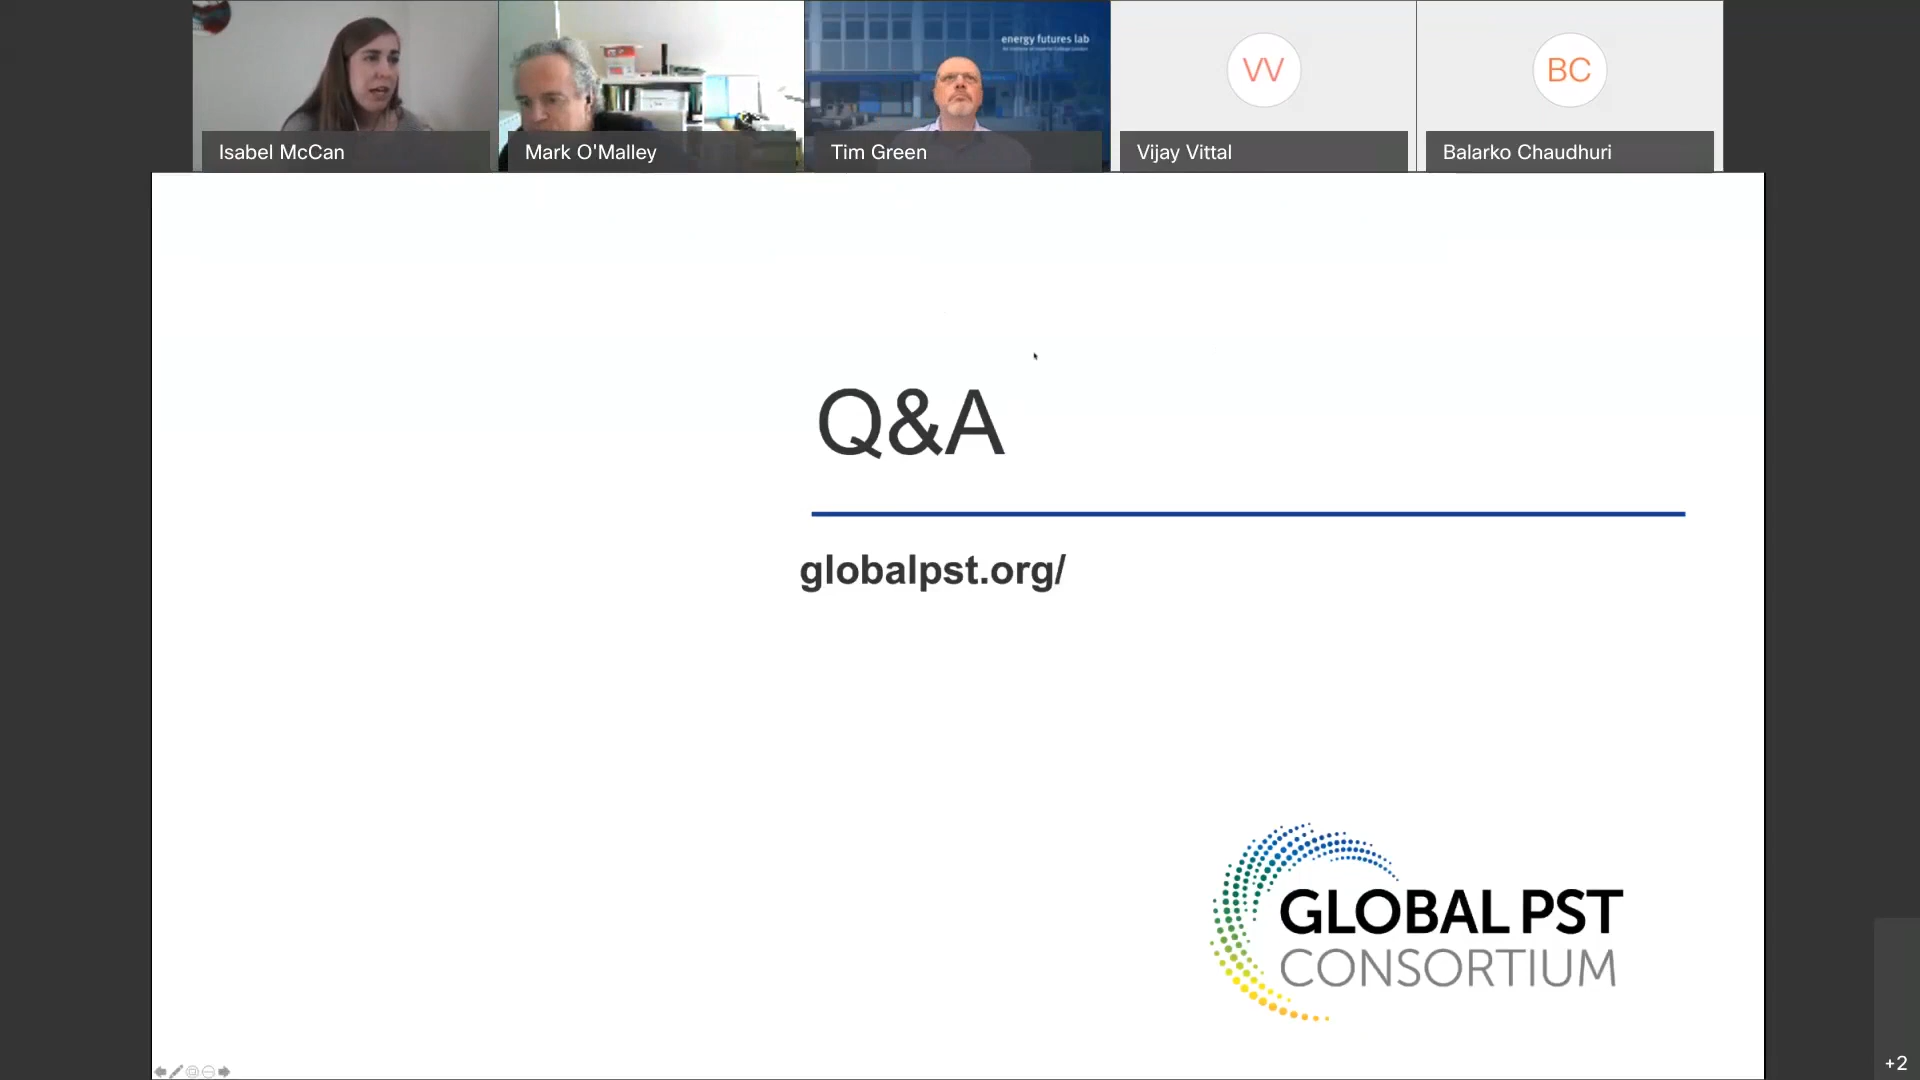 energy futures lab
VV
BC
Isabel McCan
Mark O'Malley
Tim Green
Vijay Vittal
Balarko Chaudhuri
Q&A
globalpst.org/
GLOBAL PST
CONSORTIUM
+2